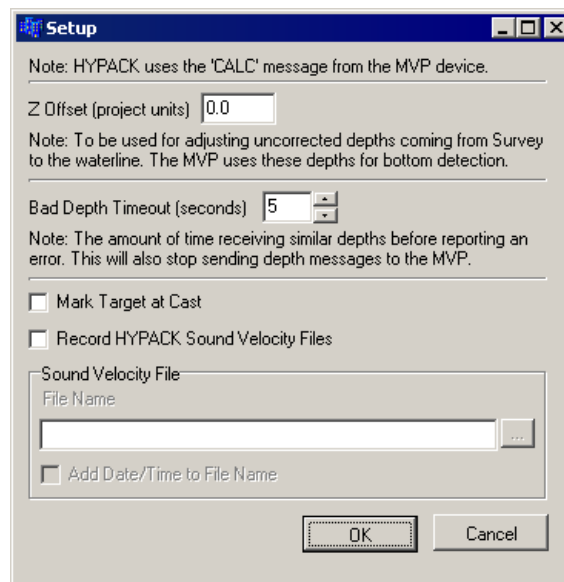 Setup
Note: HYPACK uses the 'CALC' message from the MVP device.
Z Offset (project units) 0.0
Note: To be used for adjusting uncorrected depths coming from Survey
to the waterline. The MVP uses these depths for bottom detection.
Bad Depth Timeout (seconds) 5
Note: The amount of time receiving similar depths before reporting an
error. This will also stop sending depth messages to the MVP.
Mark Target at Cast
Record HYPACK Sound Velocity Files
Sound Velocity File
File Name
...
Add Date/Time to File Name
OK Cancel